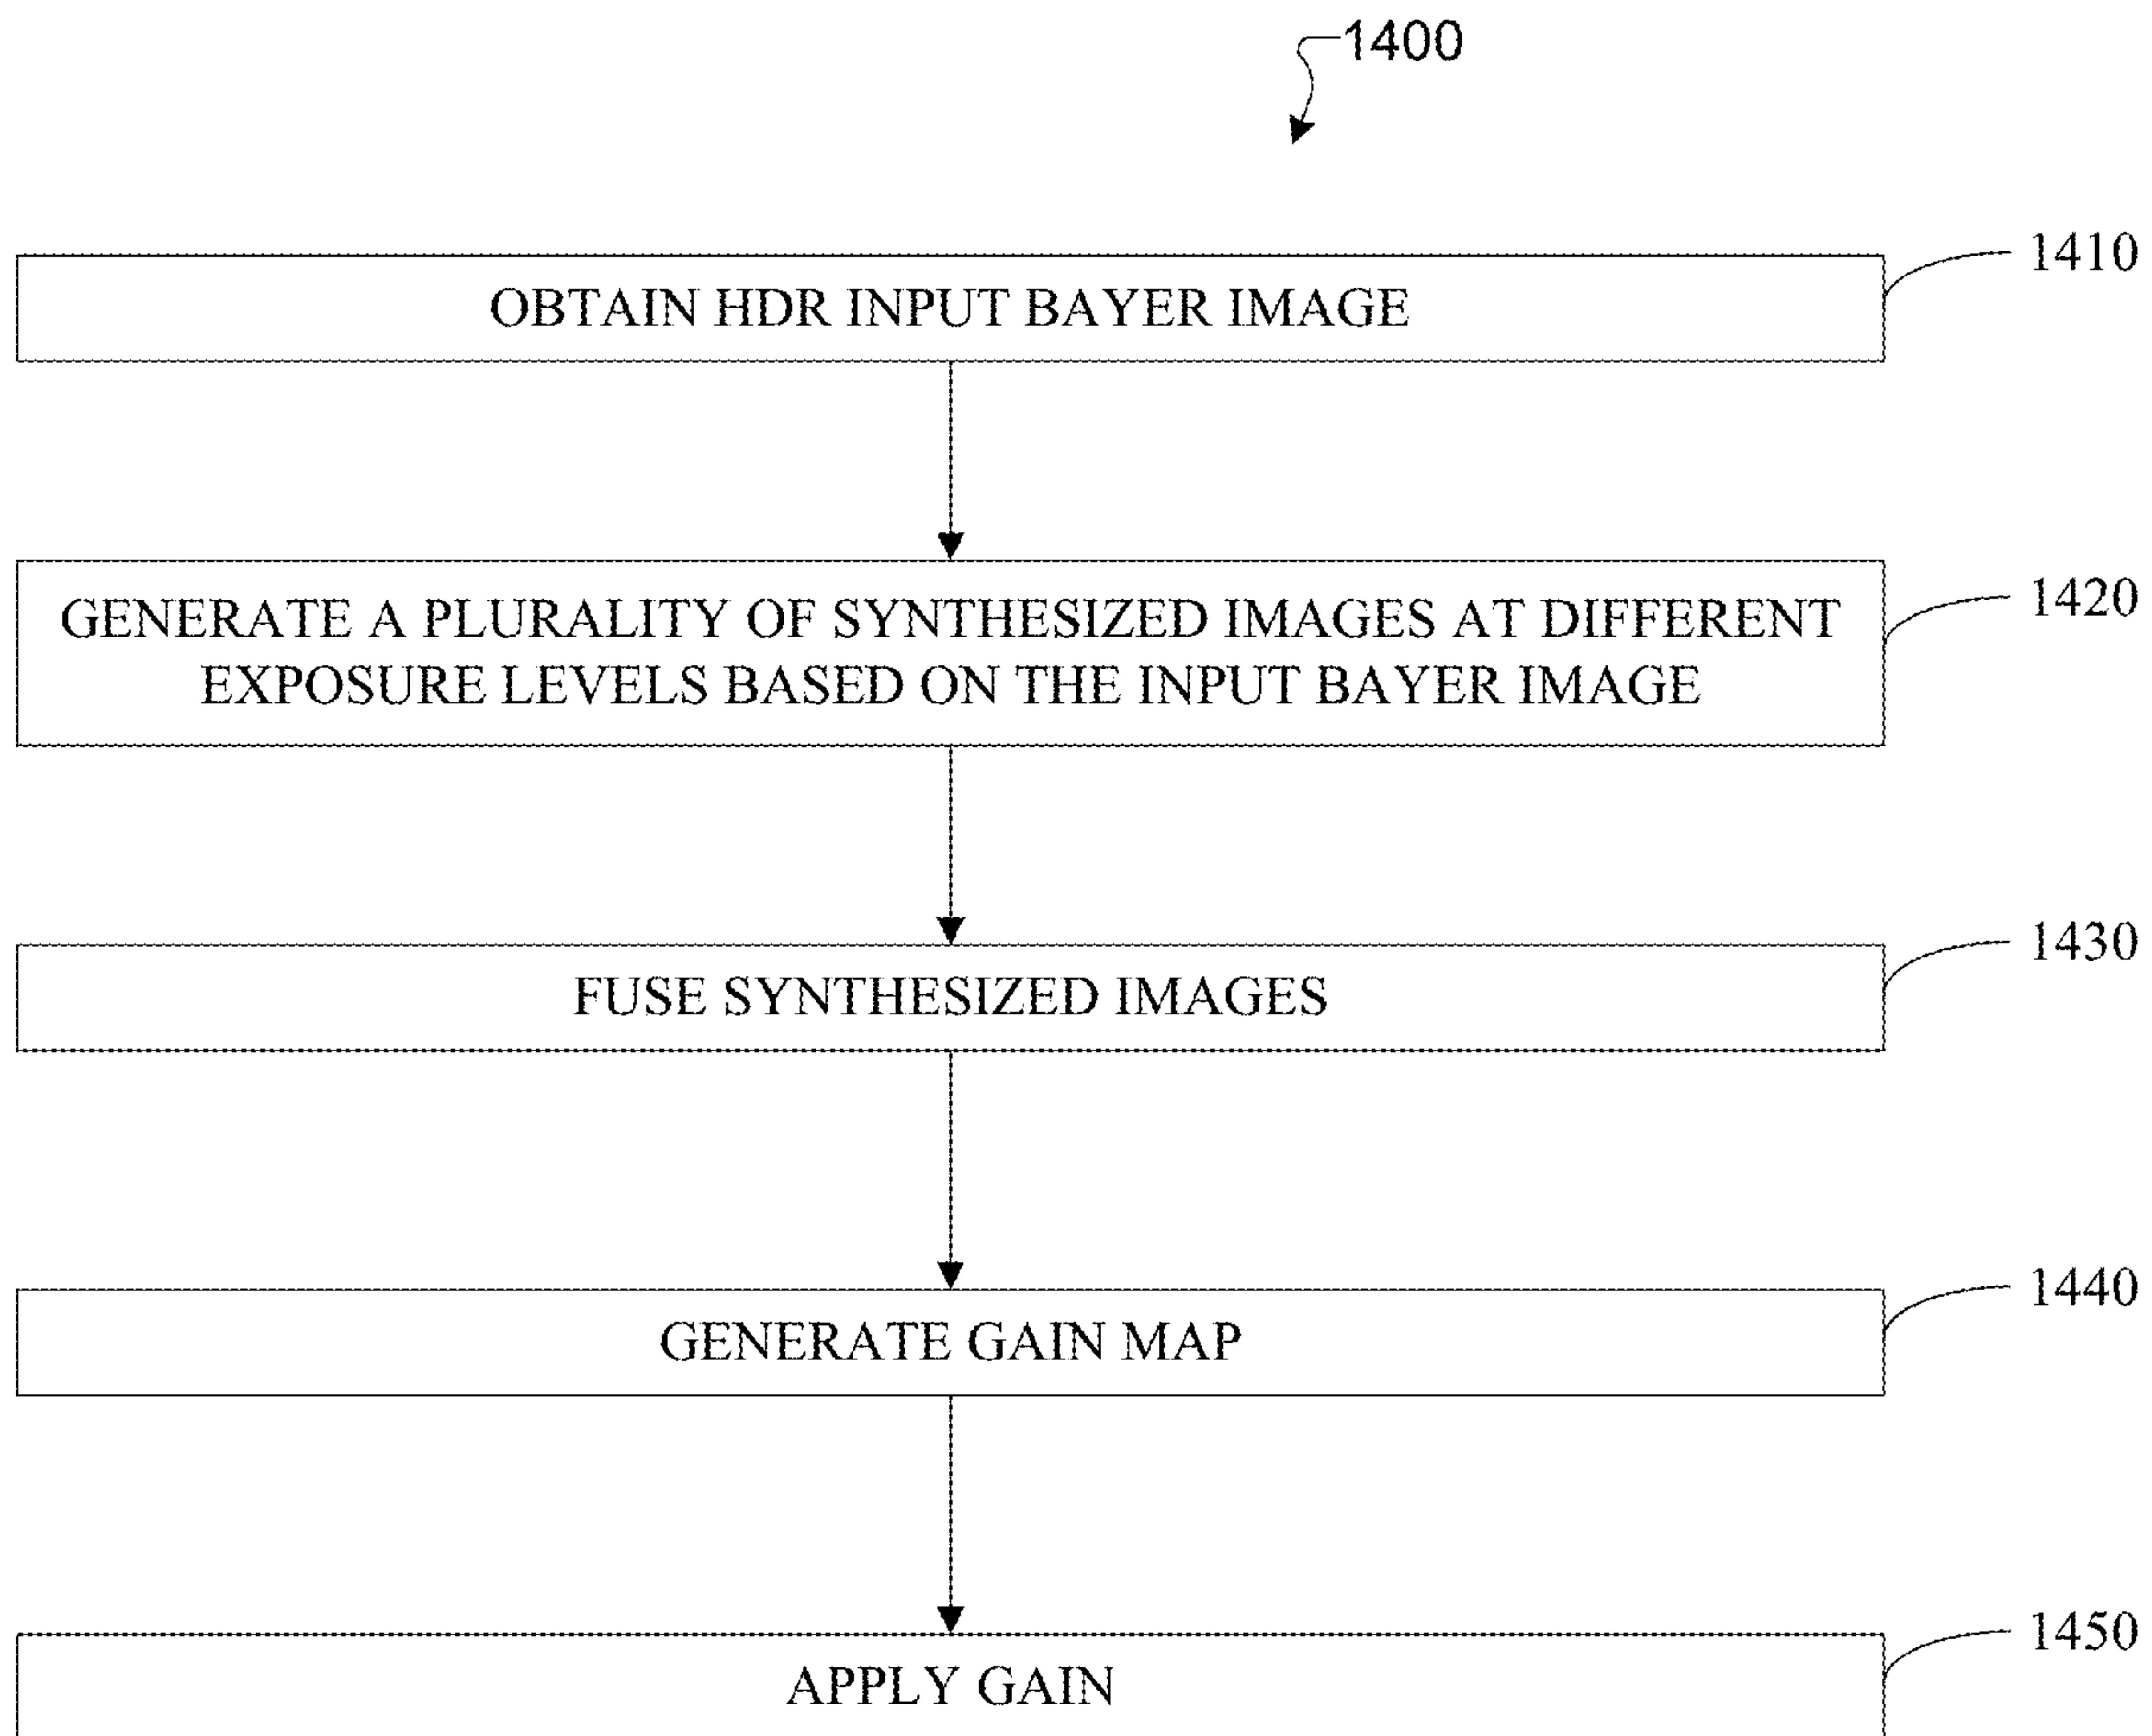 1400
1410
OBTAIN HDR INPUT BAYER IMAGE
1420
GENERATE A PLURALITY OF SYNTHESIZED IMAGES AT DIFFERENT
EXPOSURE LEVELS BASED ON THE INPUT BAYER IMAGE
1430
FUSE SYNTHESIZED IMAGES
1440
GENERATE GAIN MAP
1450
APPLY GAIN